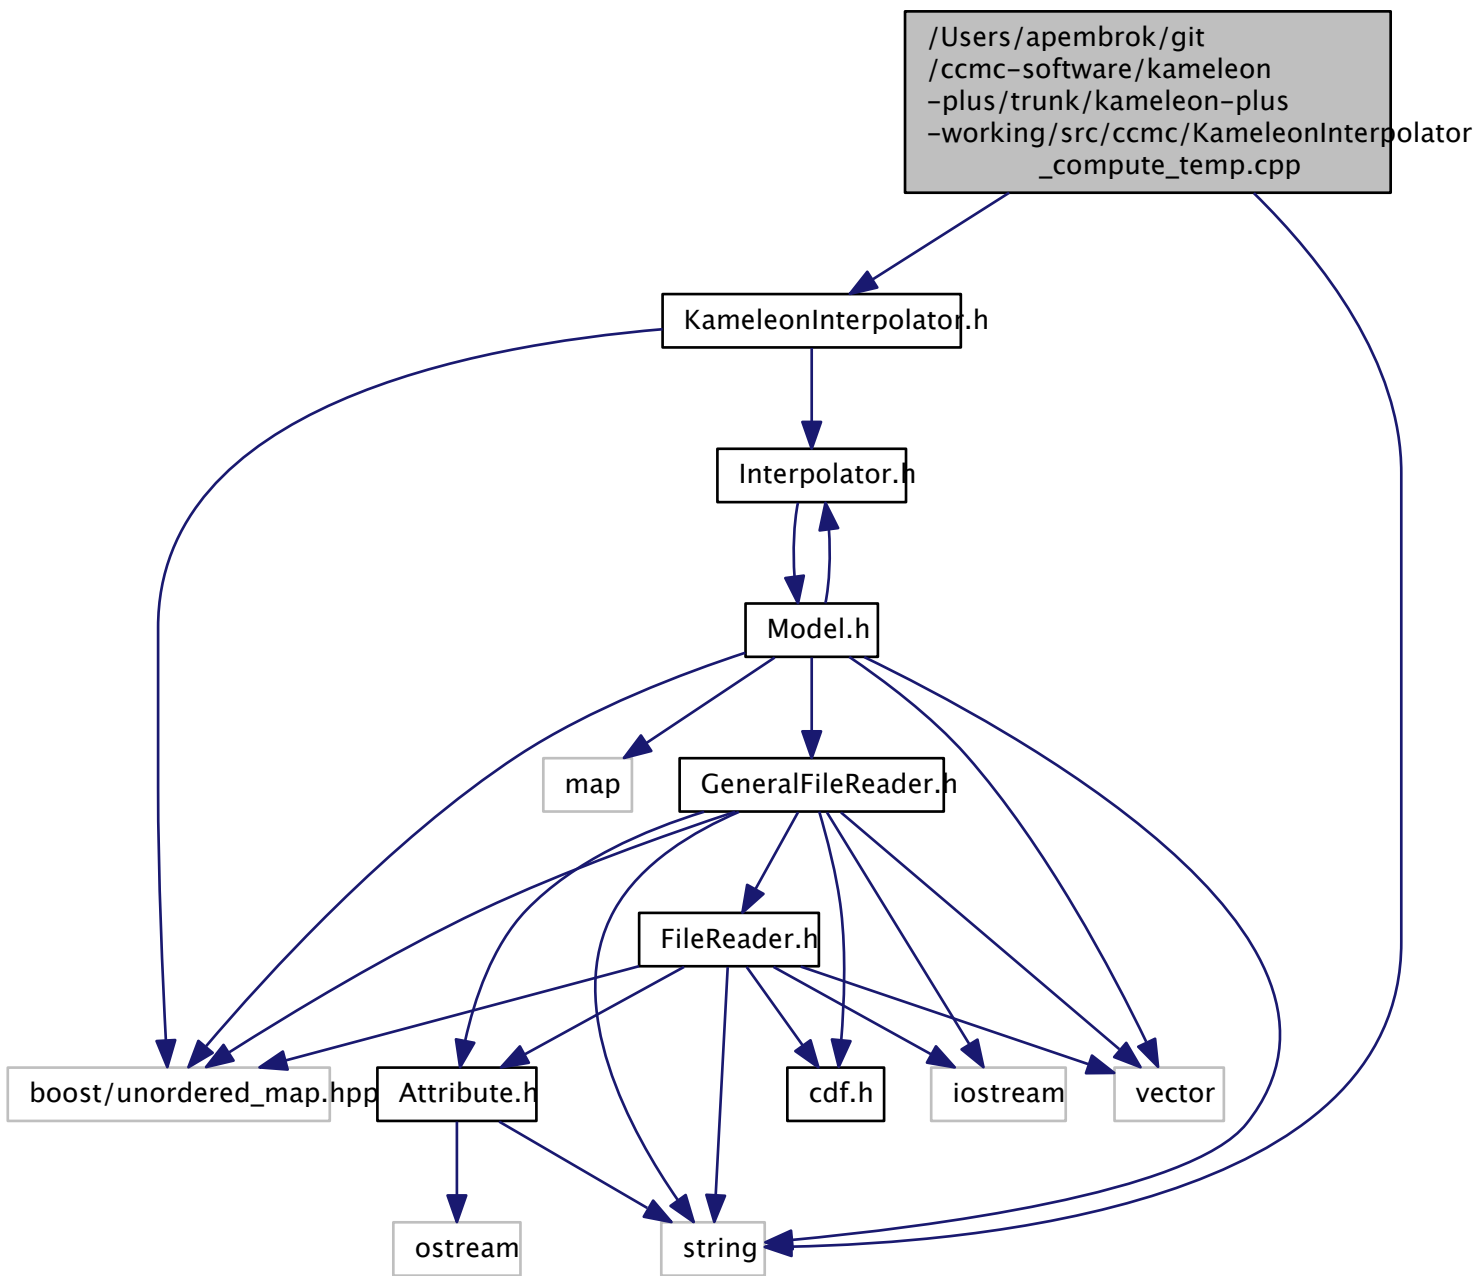 /Users/apembrok/git
/ccmc-software/kameleon
-plus/trunk/kameleon-plus
-working/src/ccmc/KameleonInterpolator
_compute_temp.cpp
KameleonInterpolator.h
Interpolator.h
Model.h
map
GeneralFileReader.h
FileReader.h
boost/unordered_map.hpp
Attribute.h
cdf.h
iostream
vector
ostream
string